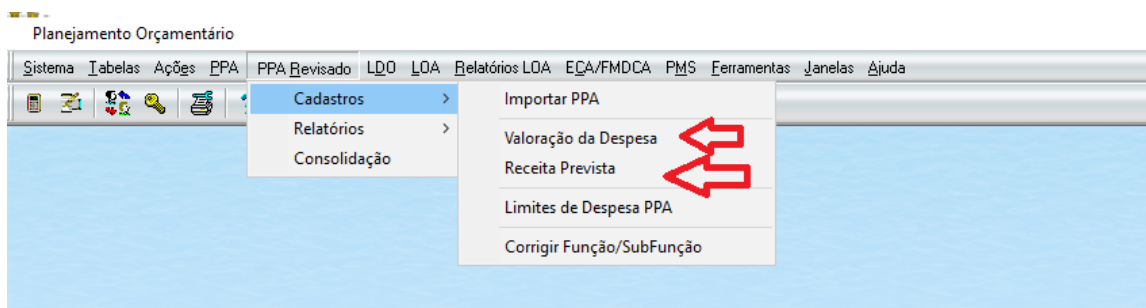 Planejamento Orçamentário
Sistema Tabelas Ações PPA PPA Revisado LDO LOA Relatórios LOA ECA/FMDCA PMS Ferramentas Janelas Ajuda
Cadastros
Relatórios
Consolidação
Importar PPA
Valoração da Despesa
Receita Prevista
Limites de Despesa PPA
Corrigir Função/SubFunção